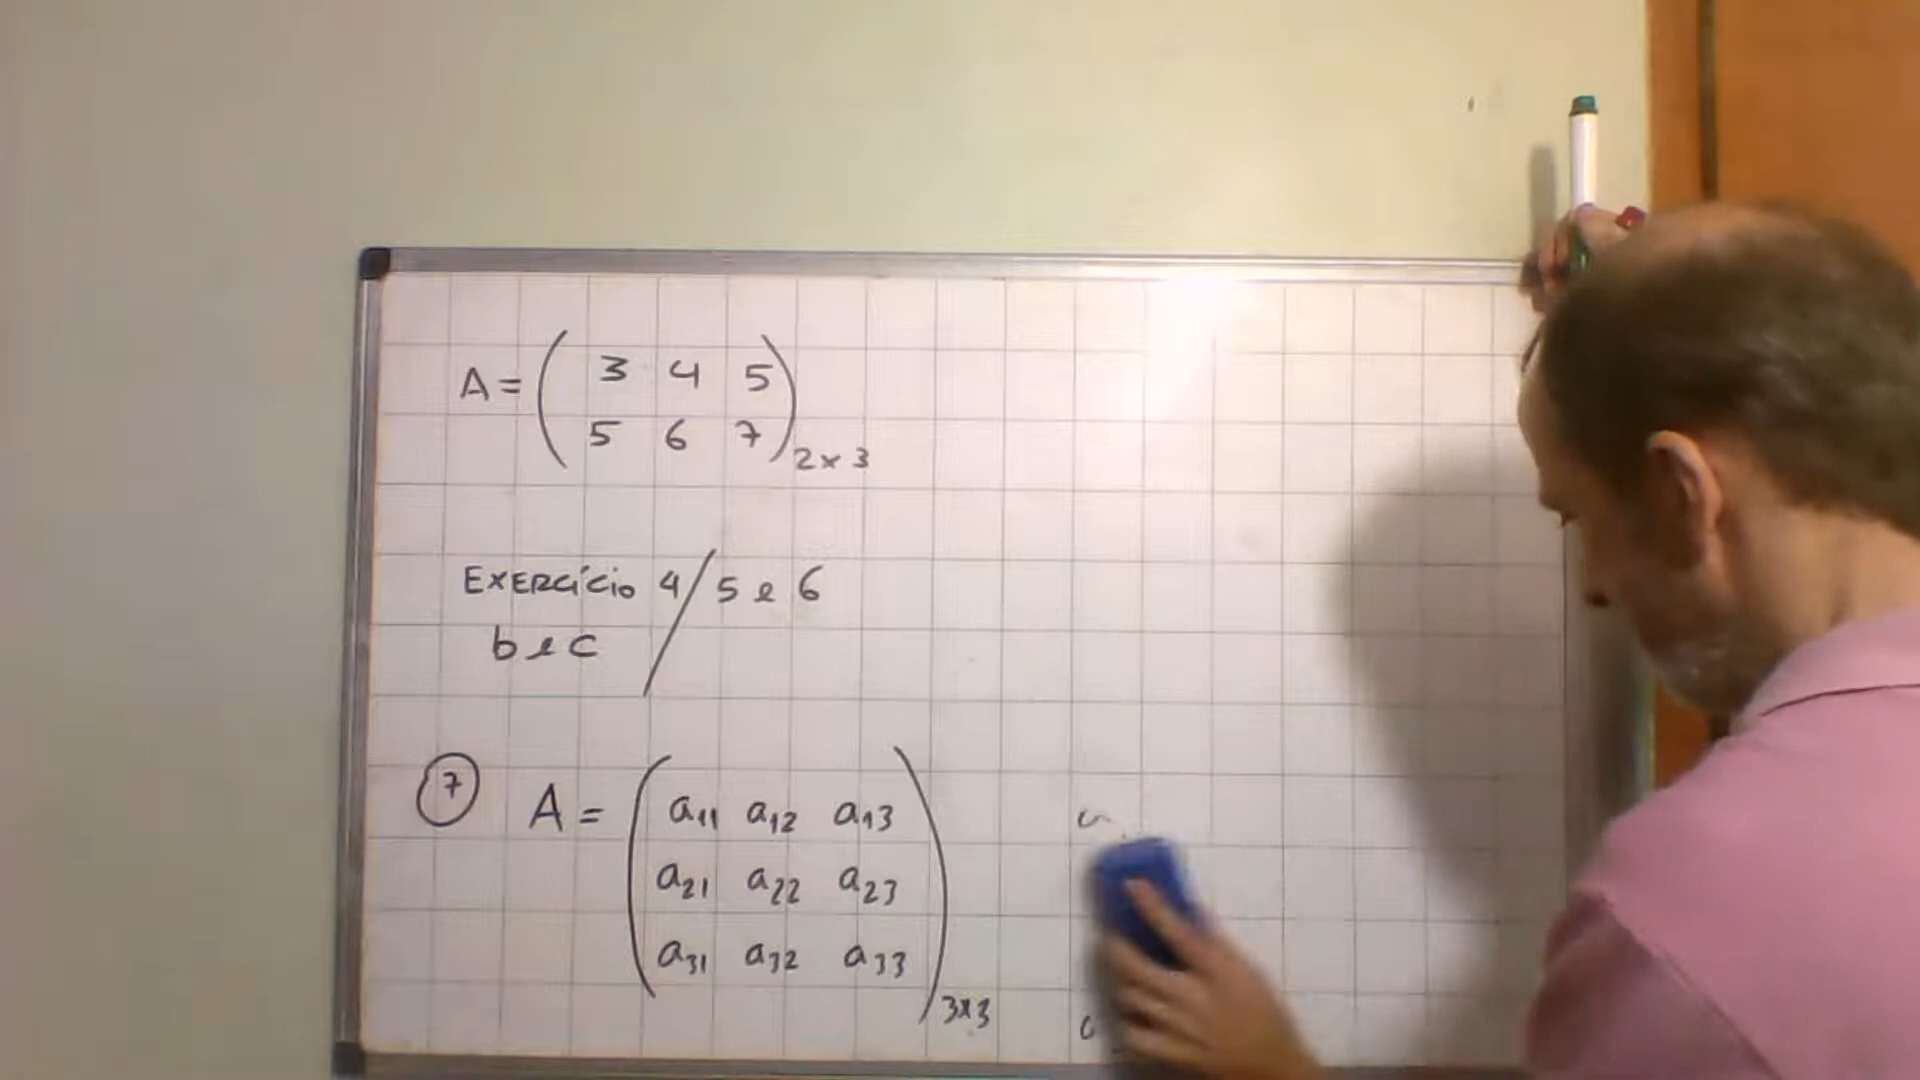 A = ( 3 4 5
5 6 7 ) 2x3
EXERCÍCIO 4 / 5 e 6
b e c
7 A = ( a11 a12 a13
a21 a22 a23
a31 a32 a33 ) 3x3